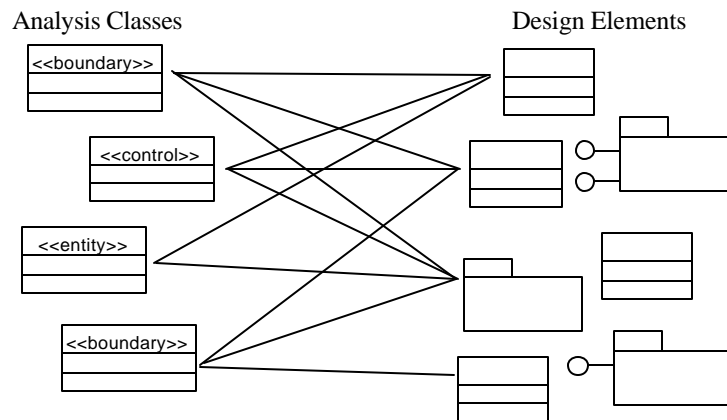 Analysis Classes
Design Elements
<<boundary>>
<<control>>
<<entity>>
<<boundary>>